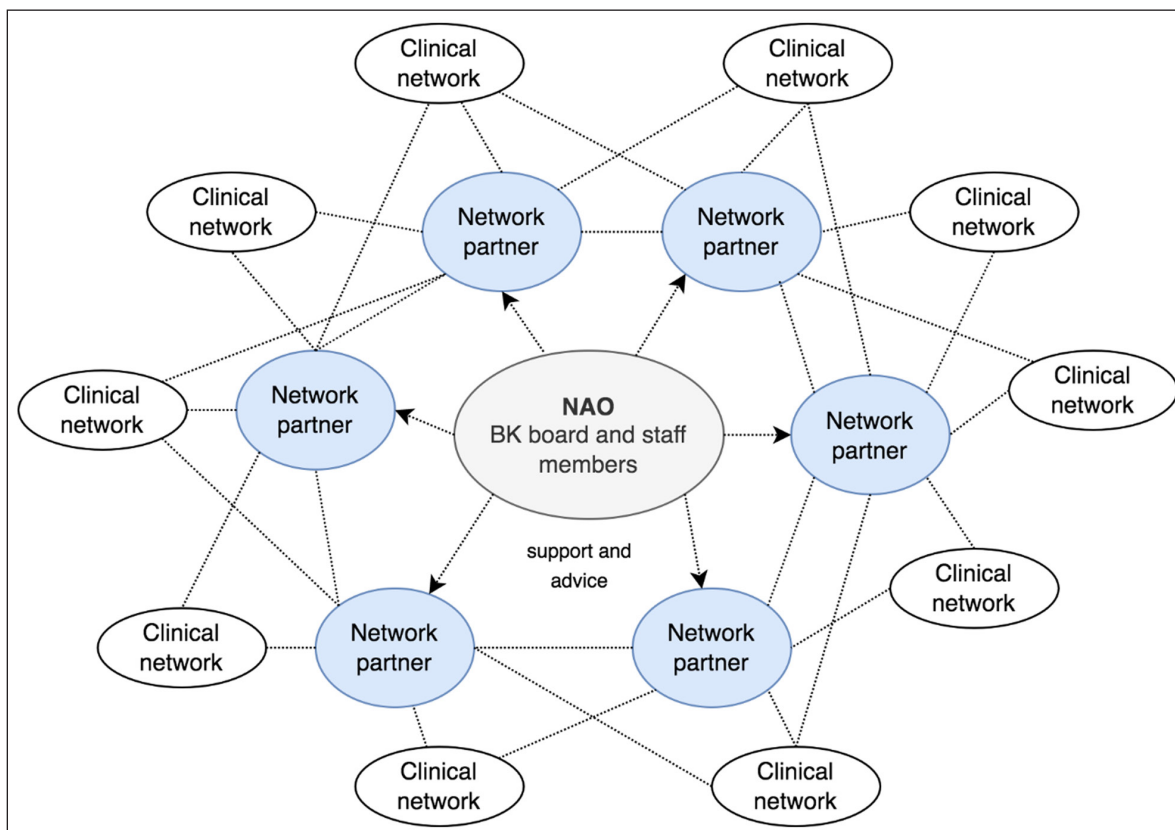 Clinical
network
Clinical
network
Clinical
network
Network
partner
Network
partner
Clinical
network
Clinical
network
Network
partner
NAO
BK board and staff
members
Network
partner
Clinical
network
support and
advice
Clinical
network
Clinical
network
Network
partner
Network
partner
Clinical
network
Clinical
network